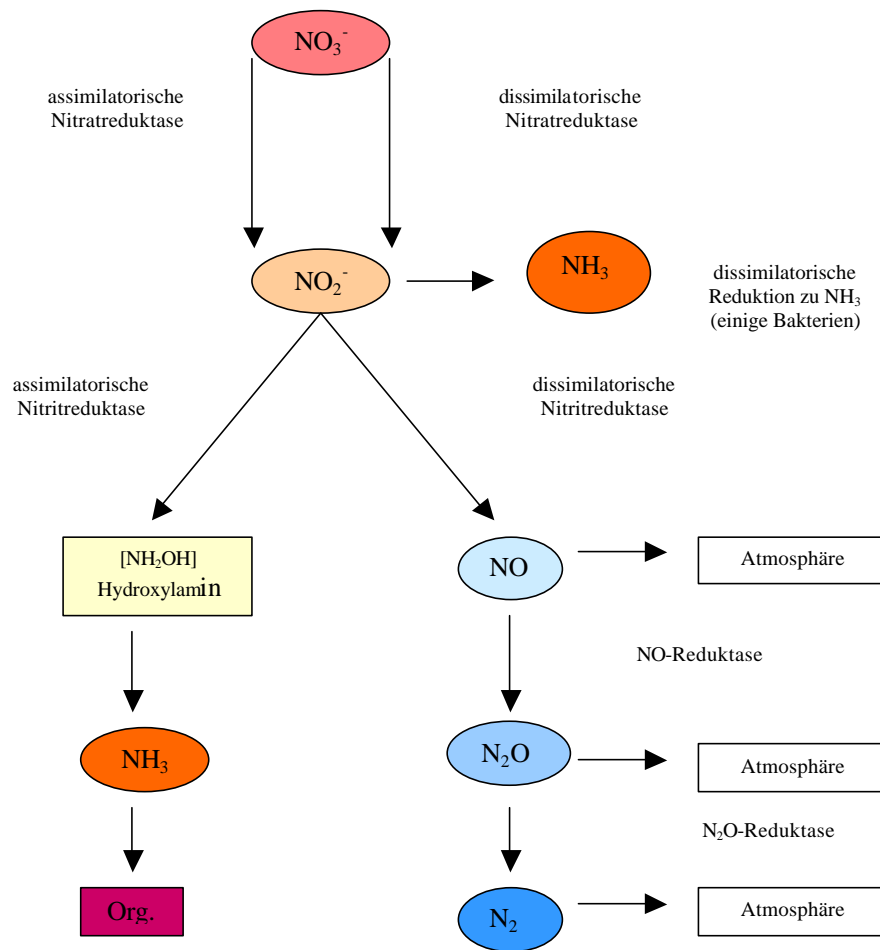 NO₃⁻
assimilatorische
Nitratreduktase
dissimilatorische
Nitratreduktase
NO₂⁻
NH₃
dissimilatorische
Reduktion zu NH₃
(einige Bakterien)
assimilatorische
Nitritreduktase
dissimilatorische
Nitritreduktase
[NH₂OH]
Hydroxylamin
NO
Atmosphäre
NO-Reduktase
NH₃
N₂O
Atmosphäre
N₂O-Reduktase
Org.
N₂
Atmosphäre